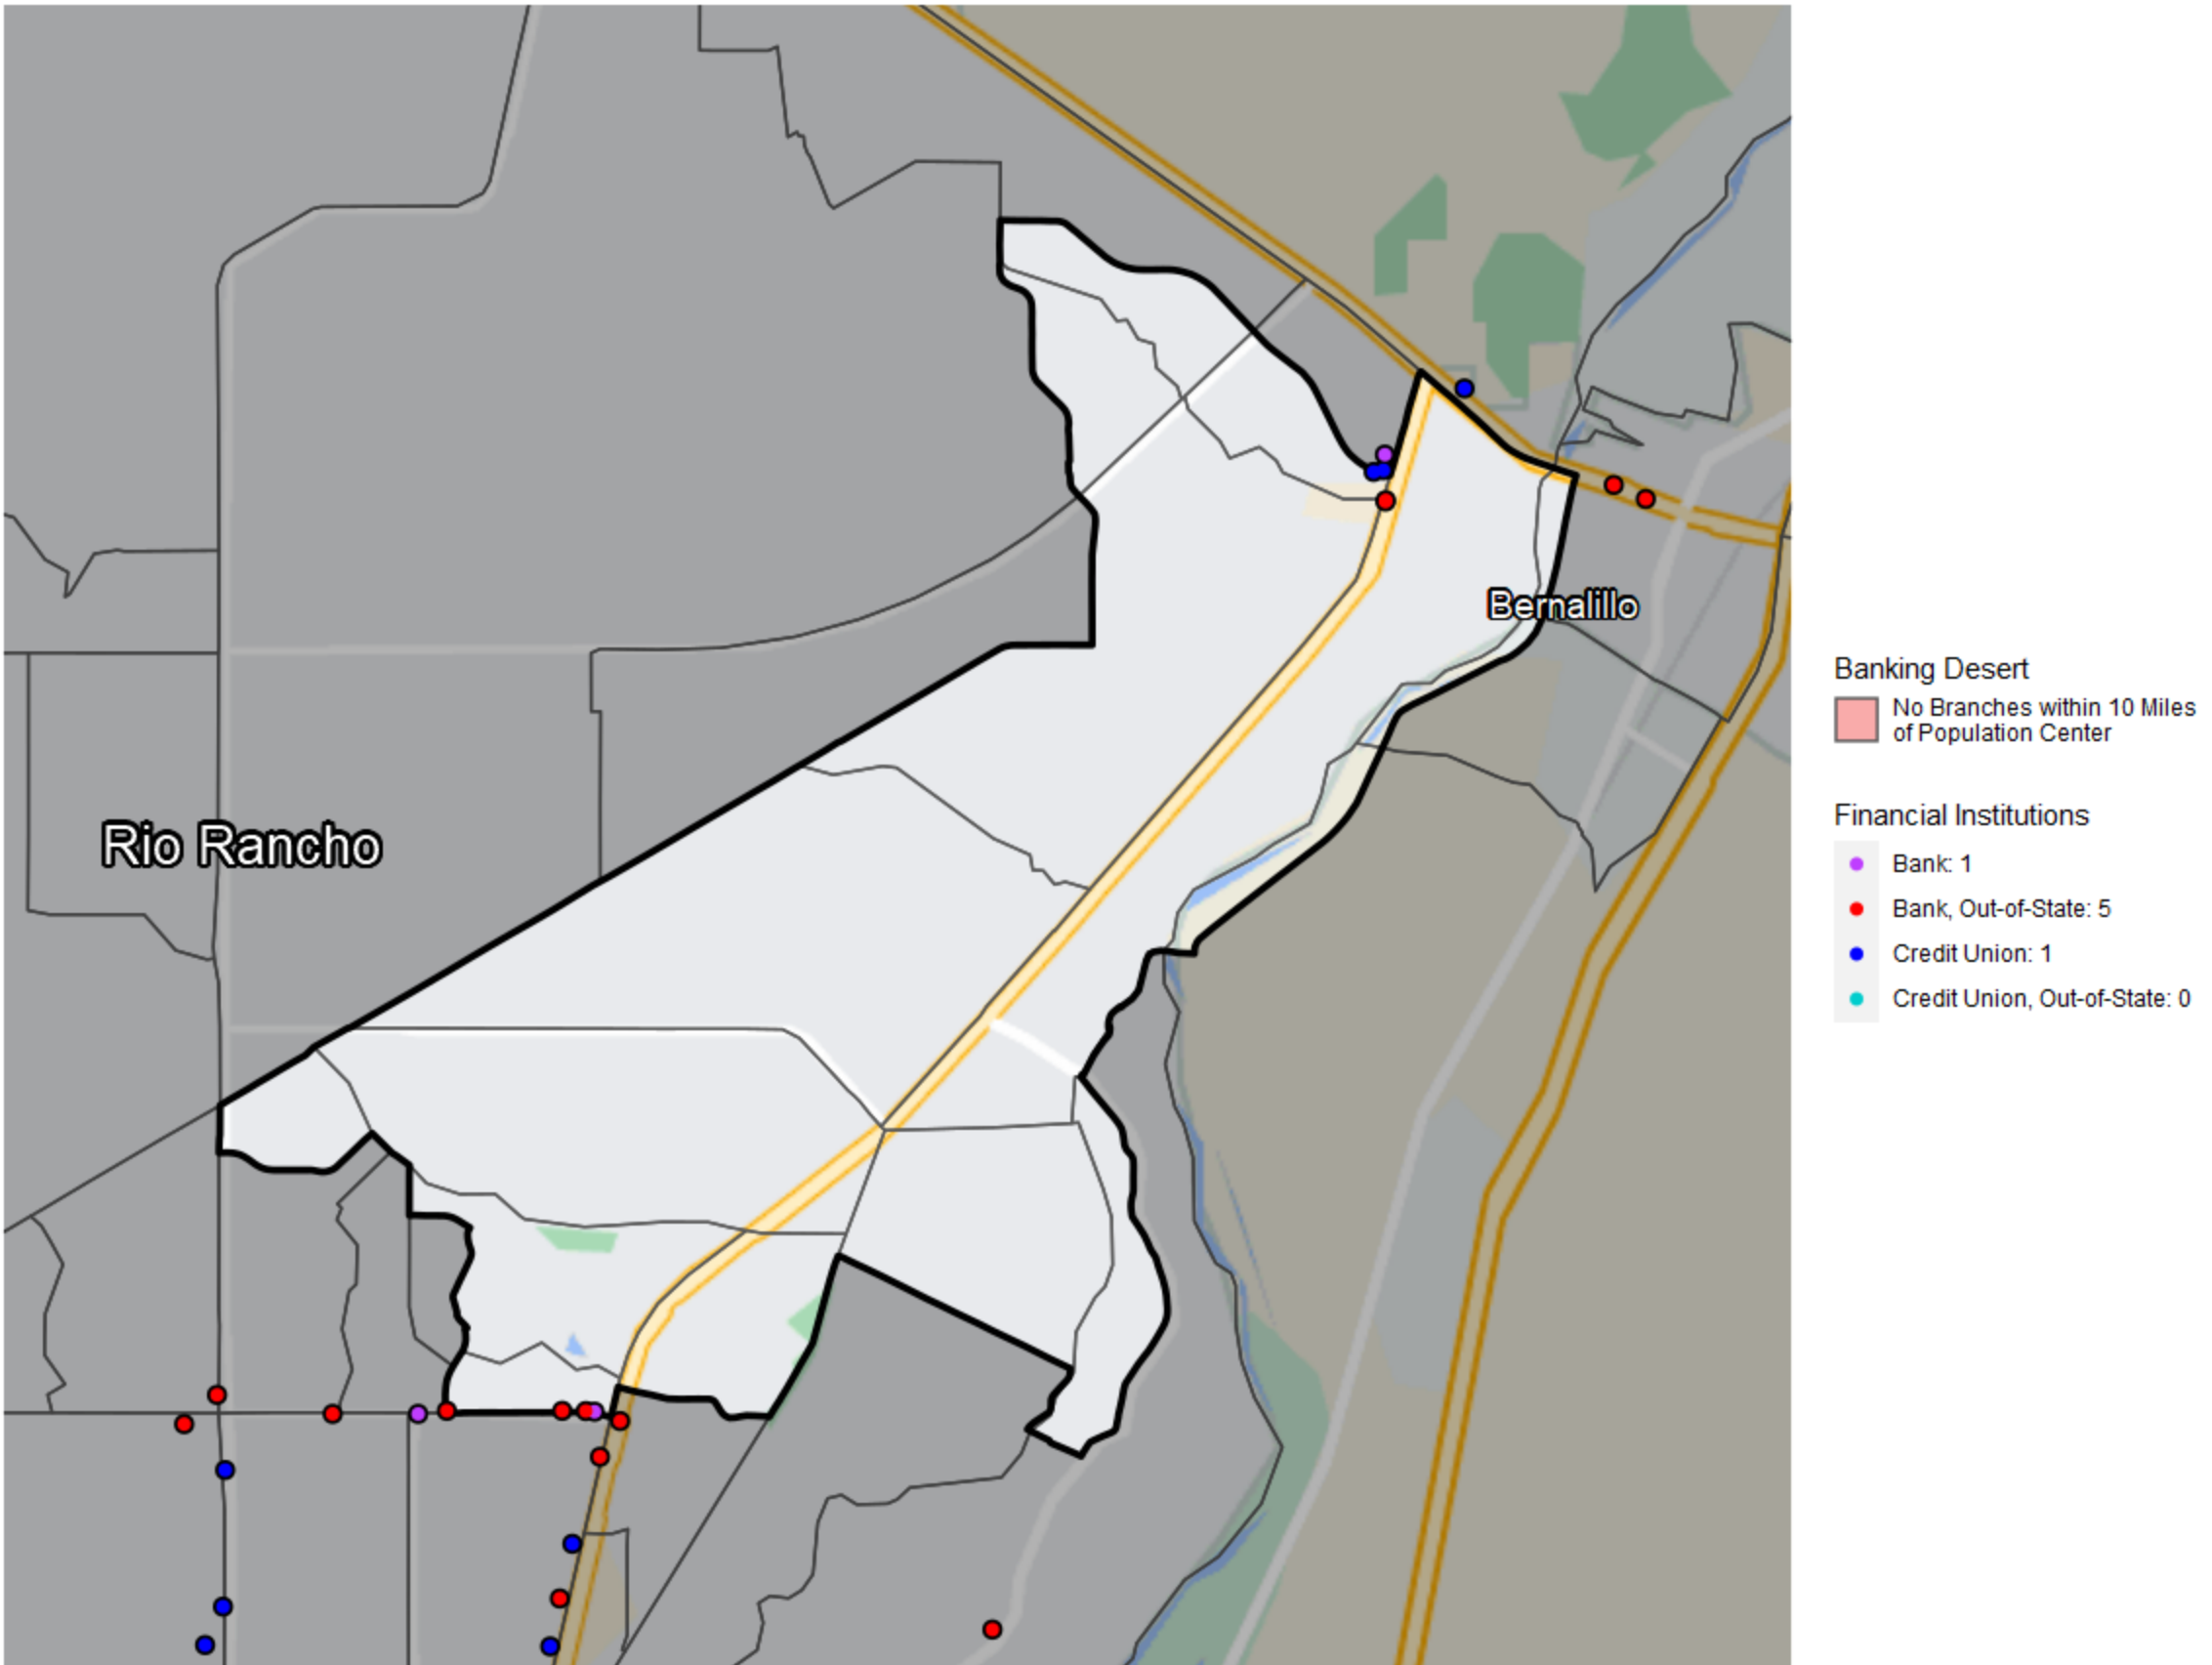 Bernalillo
Rio Rancho
Banking Desert
No Branches within 10 Miles
of Population Center
Financial Institutions
Bank: 1
Bank, Out-of-State: 5
Credit Union: 1
Credit Union, Out-of-State: 0